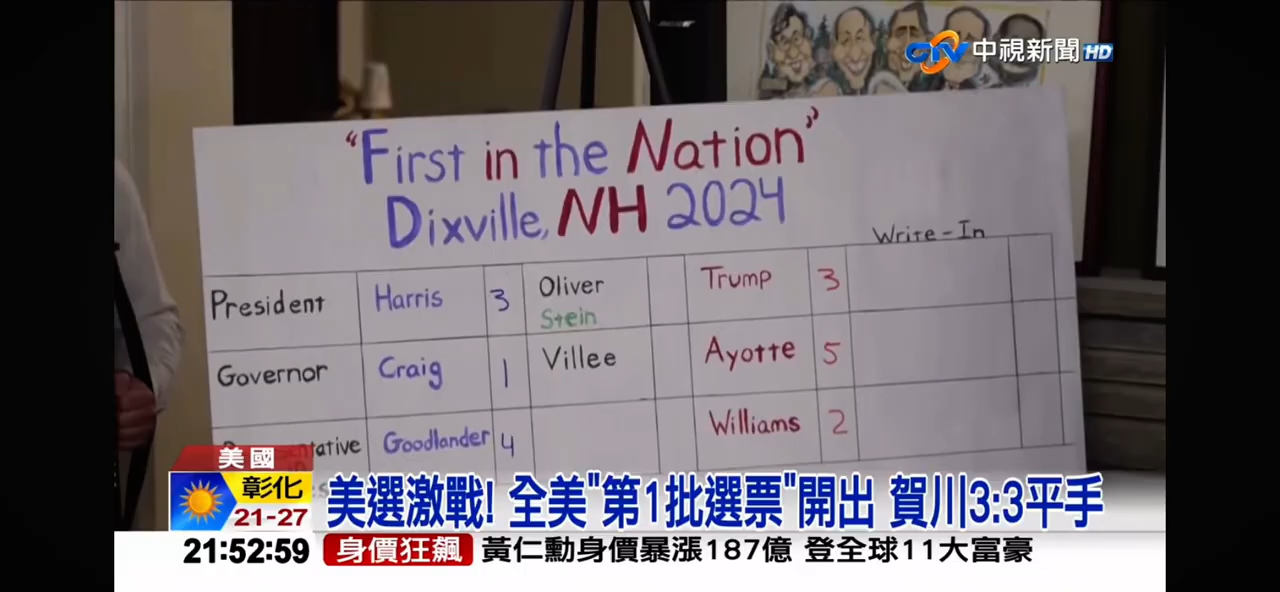 CTV 中視新聞 HD
"First in the Nation"
Dixville, NH 2024
Write-In
President Harris 3 Oliver Trump 3
Stein
Governor Craig 1 Villee Ayotte 5
Goodlander 4 Williams 2
美國
彰化
21-27
美選激戰! 全美"第1批選票"開出 賀川3:3平手
21:52:59 身價狂飆 黃仁勳身價暴漲187億 登全球11大富豪